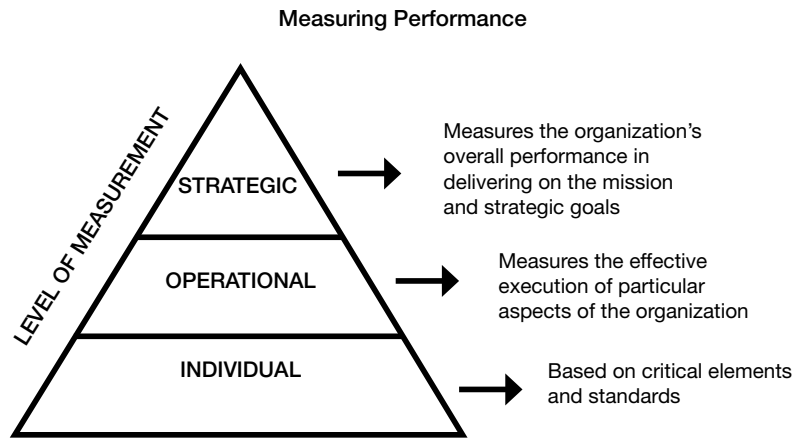 Measuring Performance
LEVEL OF MEASUREMENT
STRATEGIC
Measures the organization’s
overall performance in
delivering on the mission
and strategic goals
OPERATIONAL
Measures the effective
execution of particular
aspects of the organization
INDIVIDUAL
Based on critical elements
and standards